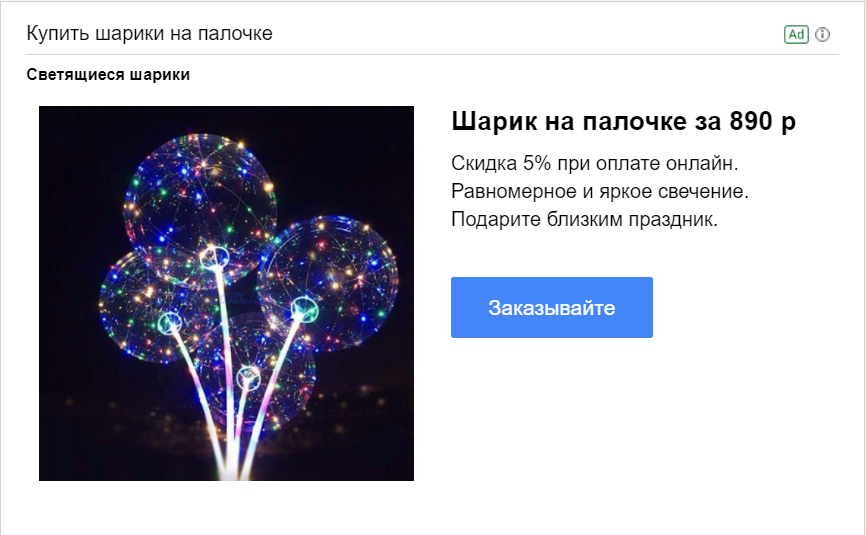 Купить шарики на палочке
Ad
Светящиеся шарики
Шарик на палочке за 890 р
Скидка 5% при оплате онлайн.
Равномерное и яркое свечение.
Подарите близким праздник.
Заказывайте